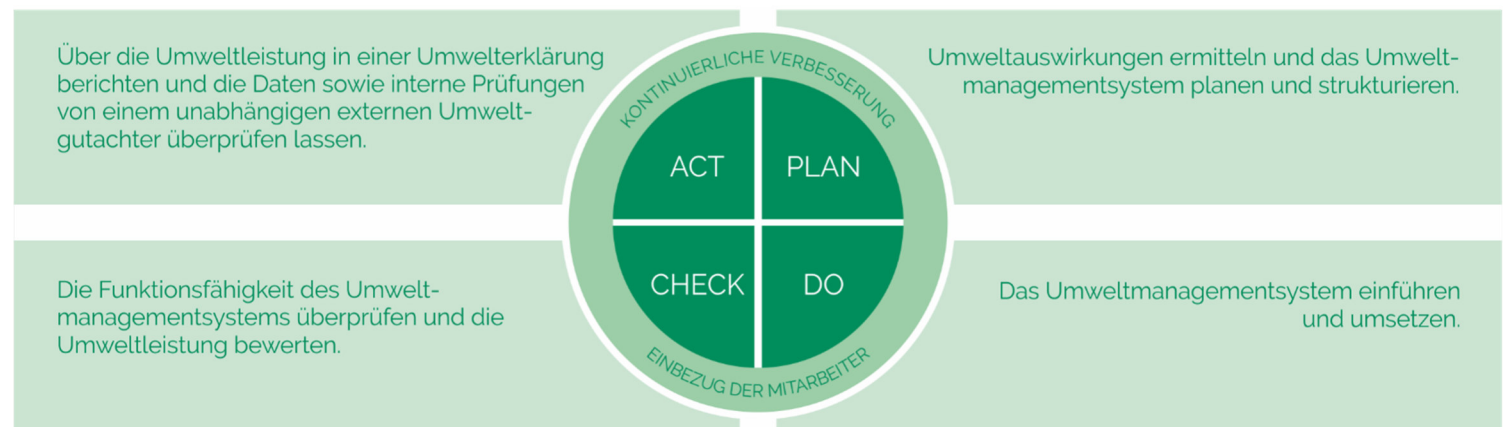 Über die Umweltleistung in einer Umwelterklärung
berichten und die Daten sowie interne Prüfungen
von einem unabhängigen externen Umwelt-
gutachter überprüfen lassen.
KONTINUIERLICHE VERBESSERUNG
Umweltauswirkungen ermitteln und das Umwelt-
managementsystem planen und strukturieren.
ACT
PLAN
CHECK
DO
Die Funktionsfähigkeit des Umwelt-
managementsystems überprüfen und die
Umweltleistung bewerten.
Das Umweltmanagementsystem einführen
und umsetzen.
EINBEZUG DER MITARBEITER